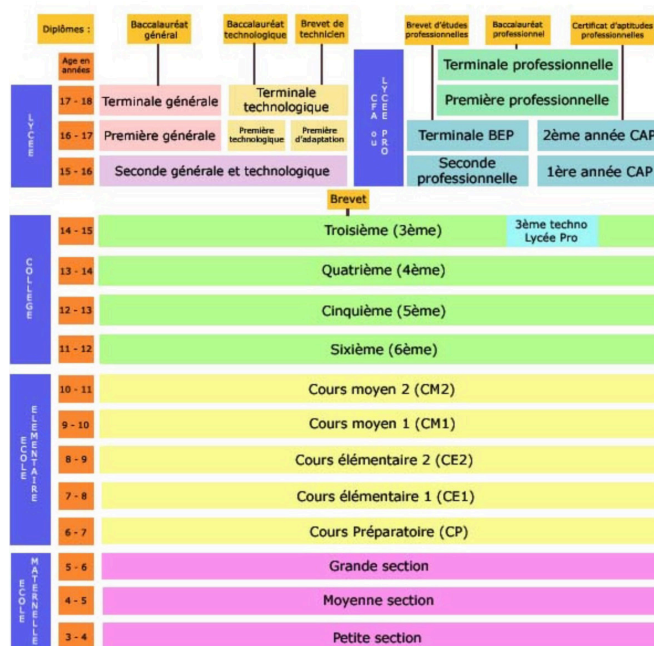 Diplômes :
Baccalauréat
général
Baccalauréat
technologique
Brevet de
technicien
Brevet d'études
professionnelles
Baccalauréat
professionnel
Certificat d'aptitudes
professionnelles
Age en
années
LYCEE
17 - 18
Terminale générale
Terminale
technologique
16 - 17
Première générale
Première
technologique
Première
d'adaptation
15 - 16
Seconde générale et technologique
LYCEE PRO
ou
CFA
Terminale professionnelle
Première professionnelle
Terminale BEP
2ème année CAP
Seconde
professionnelle
1ère année CAP
Brevet
COLLEGE
14 - 15
Troisième (3ème)
3ème techno
Lycée Pro
13 - 14
Quatrième (4ème)
12 - 13
Cinquième (5ème)
11 - 12
Sixième (6ème)
ECOLE
ELEMENTAIRE
10 - 11
Cours moyen 2 (CM2)
9 - 10
Cours moyen 1 (CM1)
8 - 9
Cours élémentaire 2 (CE2)
7 - 8
Cours élémentaire 1 (CE1)
6 - 7
Cours Préparatoire (CP)
ECOLE
MATERNELLE
5 - 6
Grande section
4 - 5
Moyenne section
3 - 4
Petite section